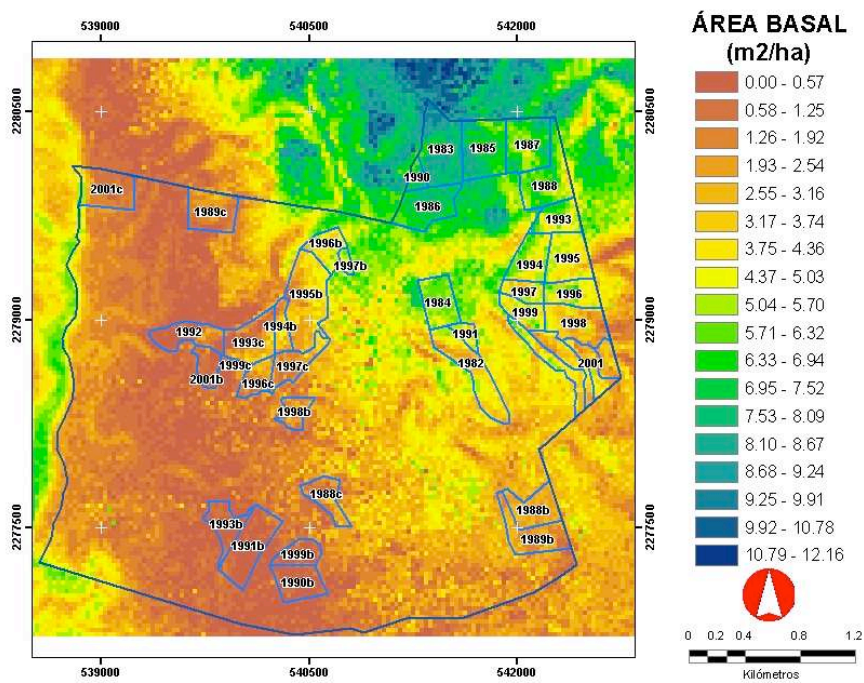 ÁREA BASAL
(m2/ha)
539000 540500 542000
2280500 2280500
2279000 2279000
2277500 2277500
539000 540500 542000
1983 1985 1987
1990 1988
1986 1993
2001c 1989c
1996b 1997b
1995b
1994 1995
1997 1996
1984 1999 1998
1994b
1992 1993c
1991
1999c 1997c 1982 2001
2001b 1996c
1998b
1988c
1988b
1993b
1991b 1989b
1999b
1990b
0.00 - 0.57
0.58 - 1.25
1.26 - 1.92
1.93 - 2.54
2.55 - 3.16
3.17 - 3.74
3.75 - 4.36
4.37 - 5.03
5.04 - 5.70
5.71 - 6.32
6.33 - 6.94
6.95 - 7.52
7.53 - 8.09
8.10 - 8.67
8.68 - 9.24
9.25 - 9.91
9.92 - 10.78
10.79 - 12.16
0 0.2 0.4 0.8 1.2
Kilómetros